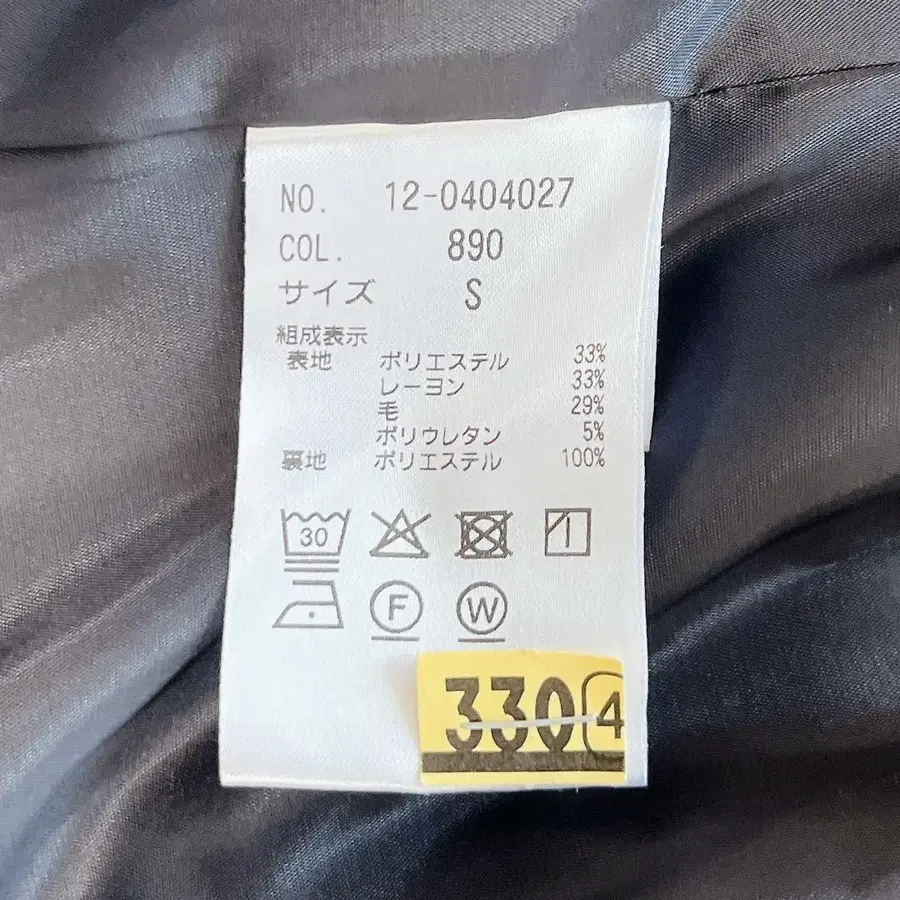 NO. 12-0404027
COL. 890
サイズ S
組成表示
表地 ポリエステル 33%
レーヨン 33%
毛 29%
ポリウレタン 5%
裏地 ポリエステル 100%
30
F W
330 4